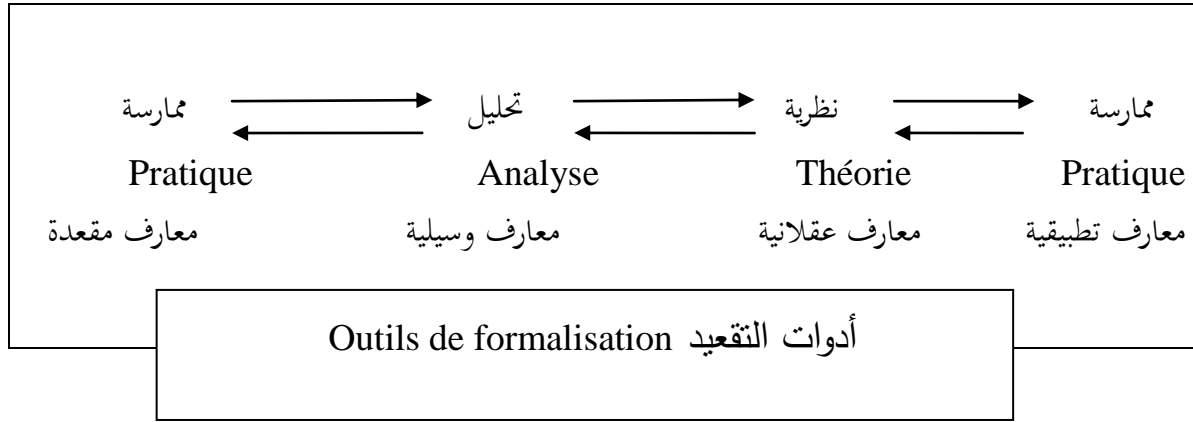 ممارسة نظرية تحليل ممارسة
Pratique Analyse Théorie Pratique
معارف تطبيقية معارف عقلانية معارف وسيلية معارف مقعدة
أدوات التقعيد Outils de formalisation